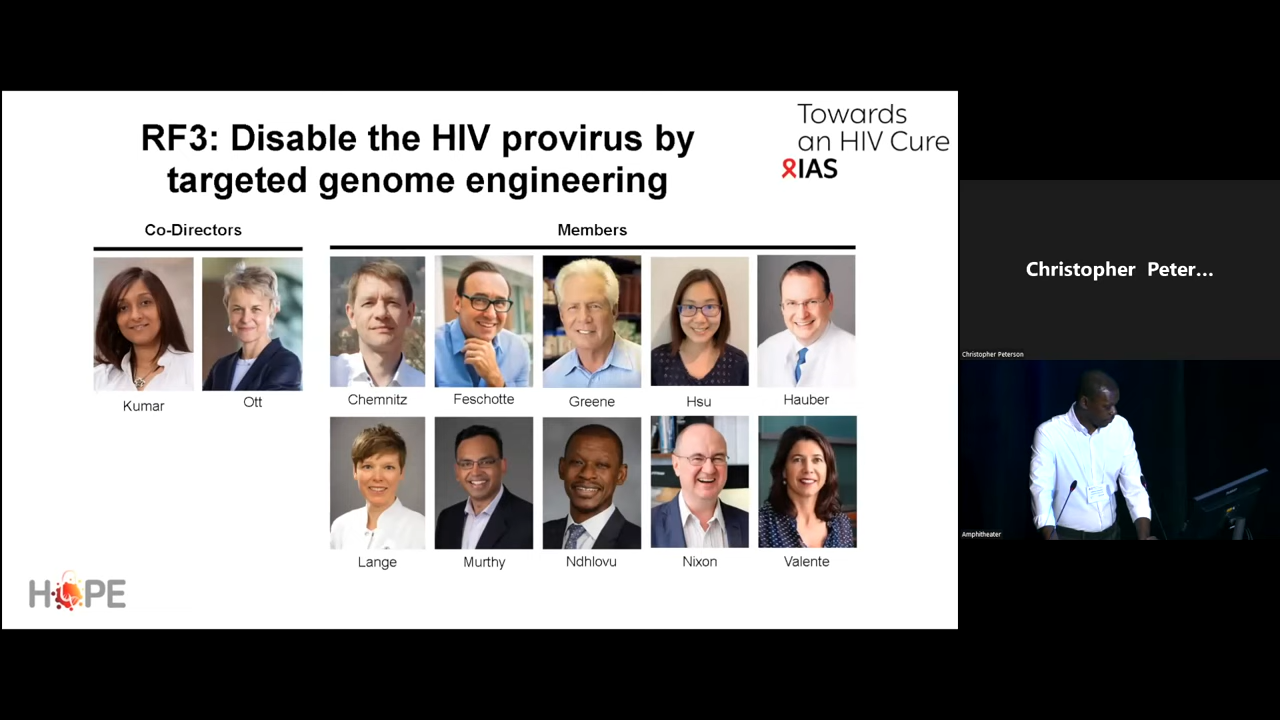 RF3: Disable the HIV provirus by
targeted genome engineering
Towards
an HIV Cure
IAS
Co-Directors
Members
Kumar
Ott
Chemnitz
Feschotte
Greene
Hsu
Hauber
Lange
Murthy
Ndhlovu
Nixon
Valente
HOPE
Christopher Peter...
Christopher Peterson
Amphitheater